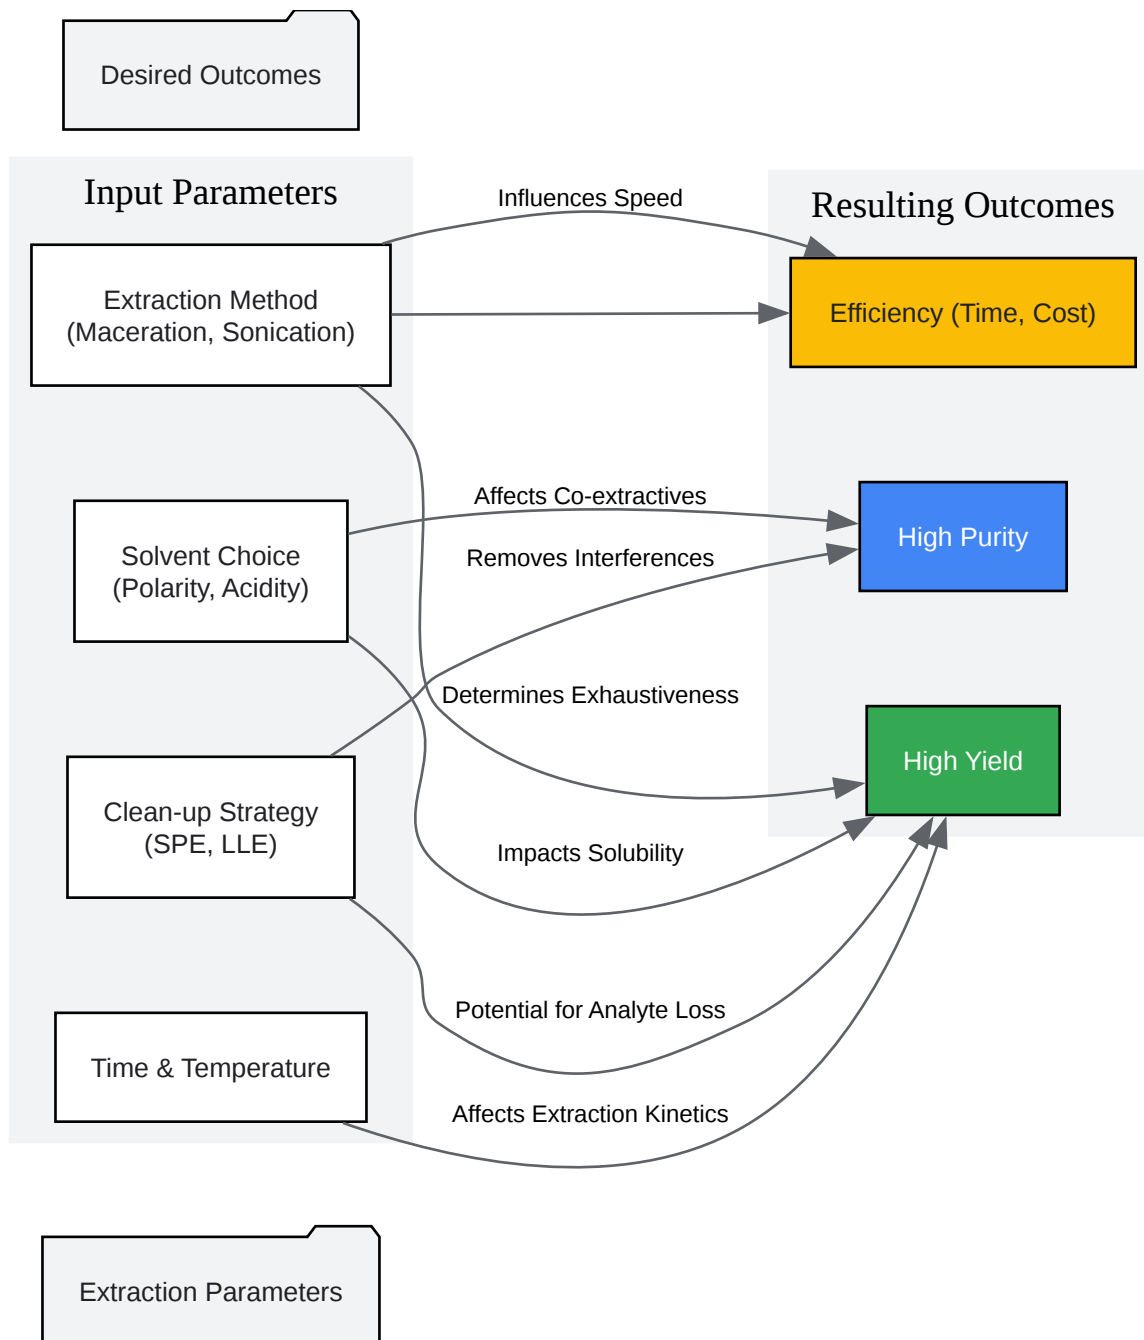 Desired Outcomes
Input Parameters
Influences Speed
Resulting Outcomes
Extraction Method
(Maceration, Sonication)
Efficiency (Time, Cost)
Affects Co-extractives
Solvent Choice
(Polarity, Acidity)
High Purity
Removes Interferences
Determines Exhaustiveness
High Yield
Clean-up Strategy
(SPE, LLE)
Impacts Solubility
Potential for Analyte Loss
Time & Temperature
Affects Extraction Kinetics
Extraction Parameters